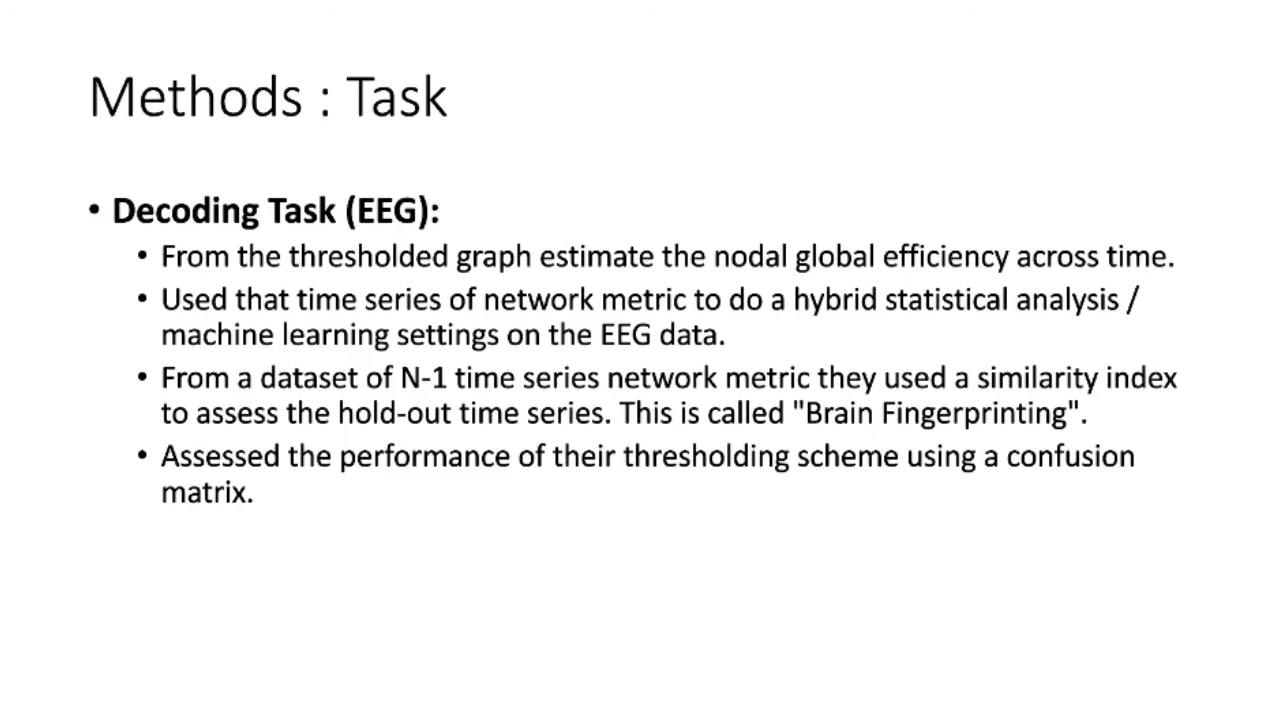 Methods : Task
• Decoding Task (EEG):
• From the thresholded graph estimate the nodal global efficiency across time.
• Used that time series of network metric to do a hybrid statistical analysis /
machine learning settings on the EEG data.
• From a dataset of N-1 time series network metric they used a similarity index
to assess the hold-out time series. This is called "Brain Fingerprinting".
• Assessed the performance of their thresholding scheme using a confusion
matrix.